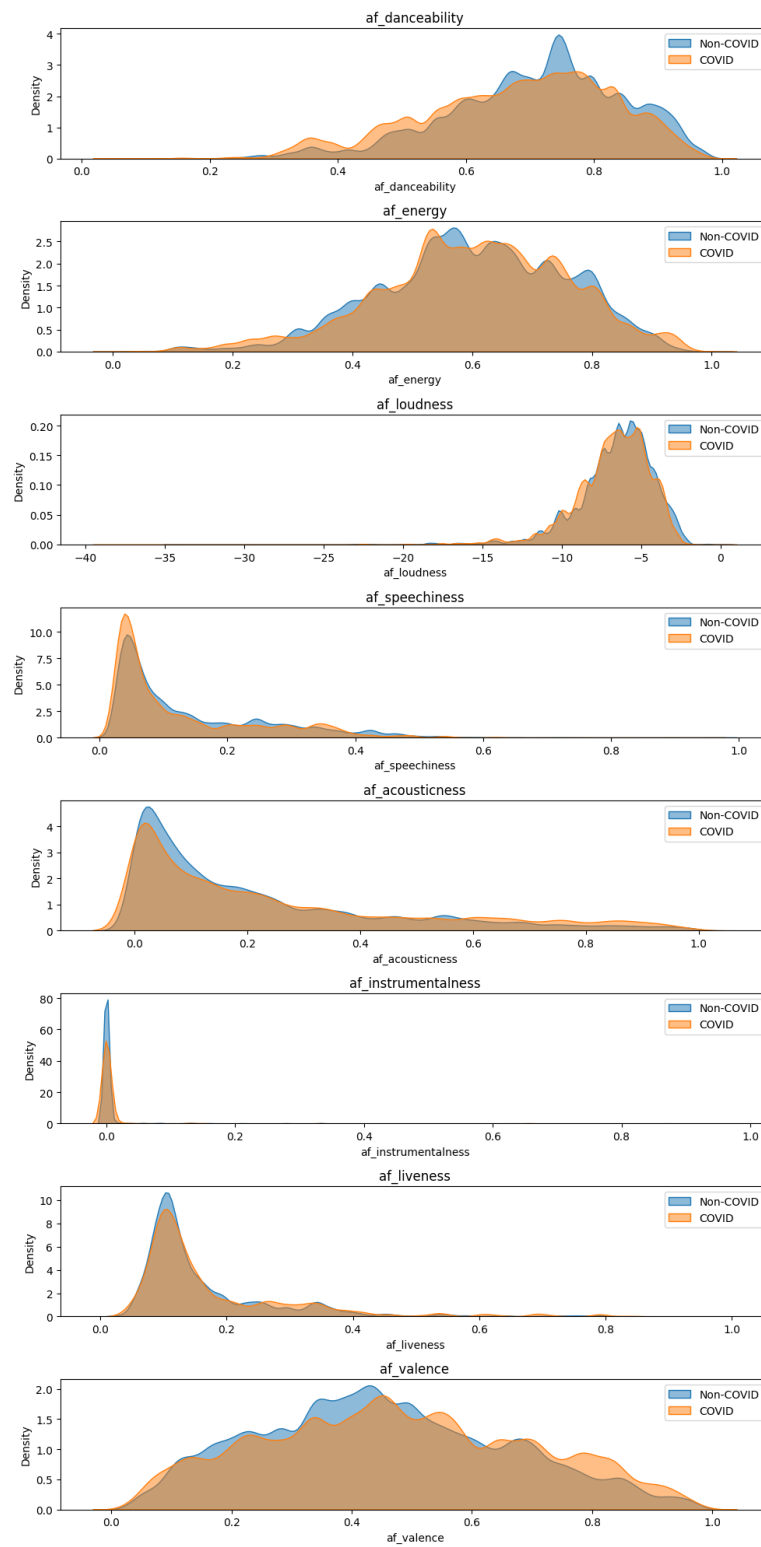 af_danceability
4
3
2
1
0
Density
Non-COVID
COVID
0.0 0.2 0.4 0.6 0.8 1.0
af_danceability
af_energy
2.5
2.0
1.5
1.0
0.5
0.0
Density
Non-COVID
COVID
0.0 0.2 0.4 0.6 0.8 1.0
af_energy
af_loudness
0.20
0.15
0.10
0.05
0.00
Density
Non-COVID
COVID
−40 −35 −30 −25 −20 −15 −10 −5 0
af_loudness
af_speechiness
10.0
7.5
5.0
2.5
0.0
Density
Non-COVID
COVID
0.0 0.2 0.4 0.6 0.8 1.0
af_speechiness
af_acousticness
4
3
2
1
0
Density
Non-COVID
COVID
0.0 0.2 0.4 0.6 0.8 1.0
af_acousticness
af_instrumentalness
80
60
40
20
0
Density
Non-COVID
COVID
0.0 0.2 0.4 0.6 0.8 1.0
af_instrumentalness
af_liveness
10
8
6
4
2
0
Density
Non-COVID
COVID
0.0 0.2 0.4 0.6 0.8 1.0
af_liveness
af_valence
2.0
1.5
1.0
0.5
0.0
Density
Non-COVID
COVID
0.0 0.2 0.4 0.6 0.8 1.0
af_valence